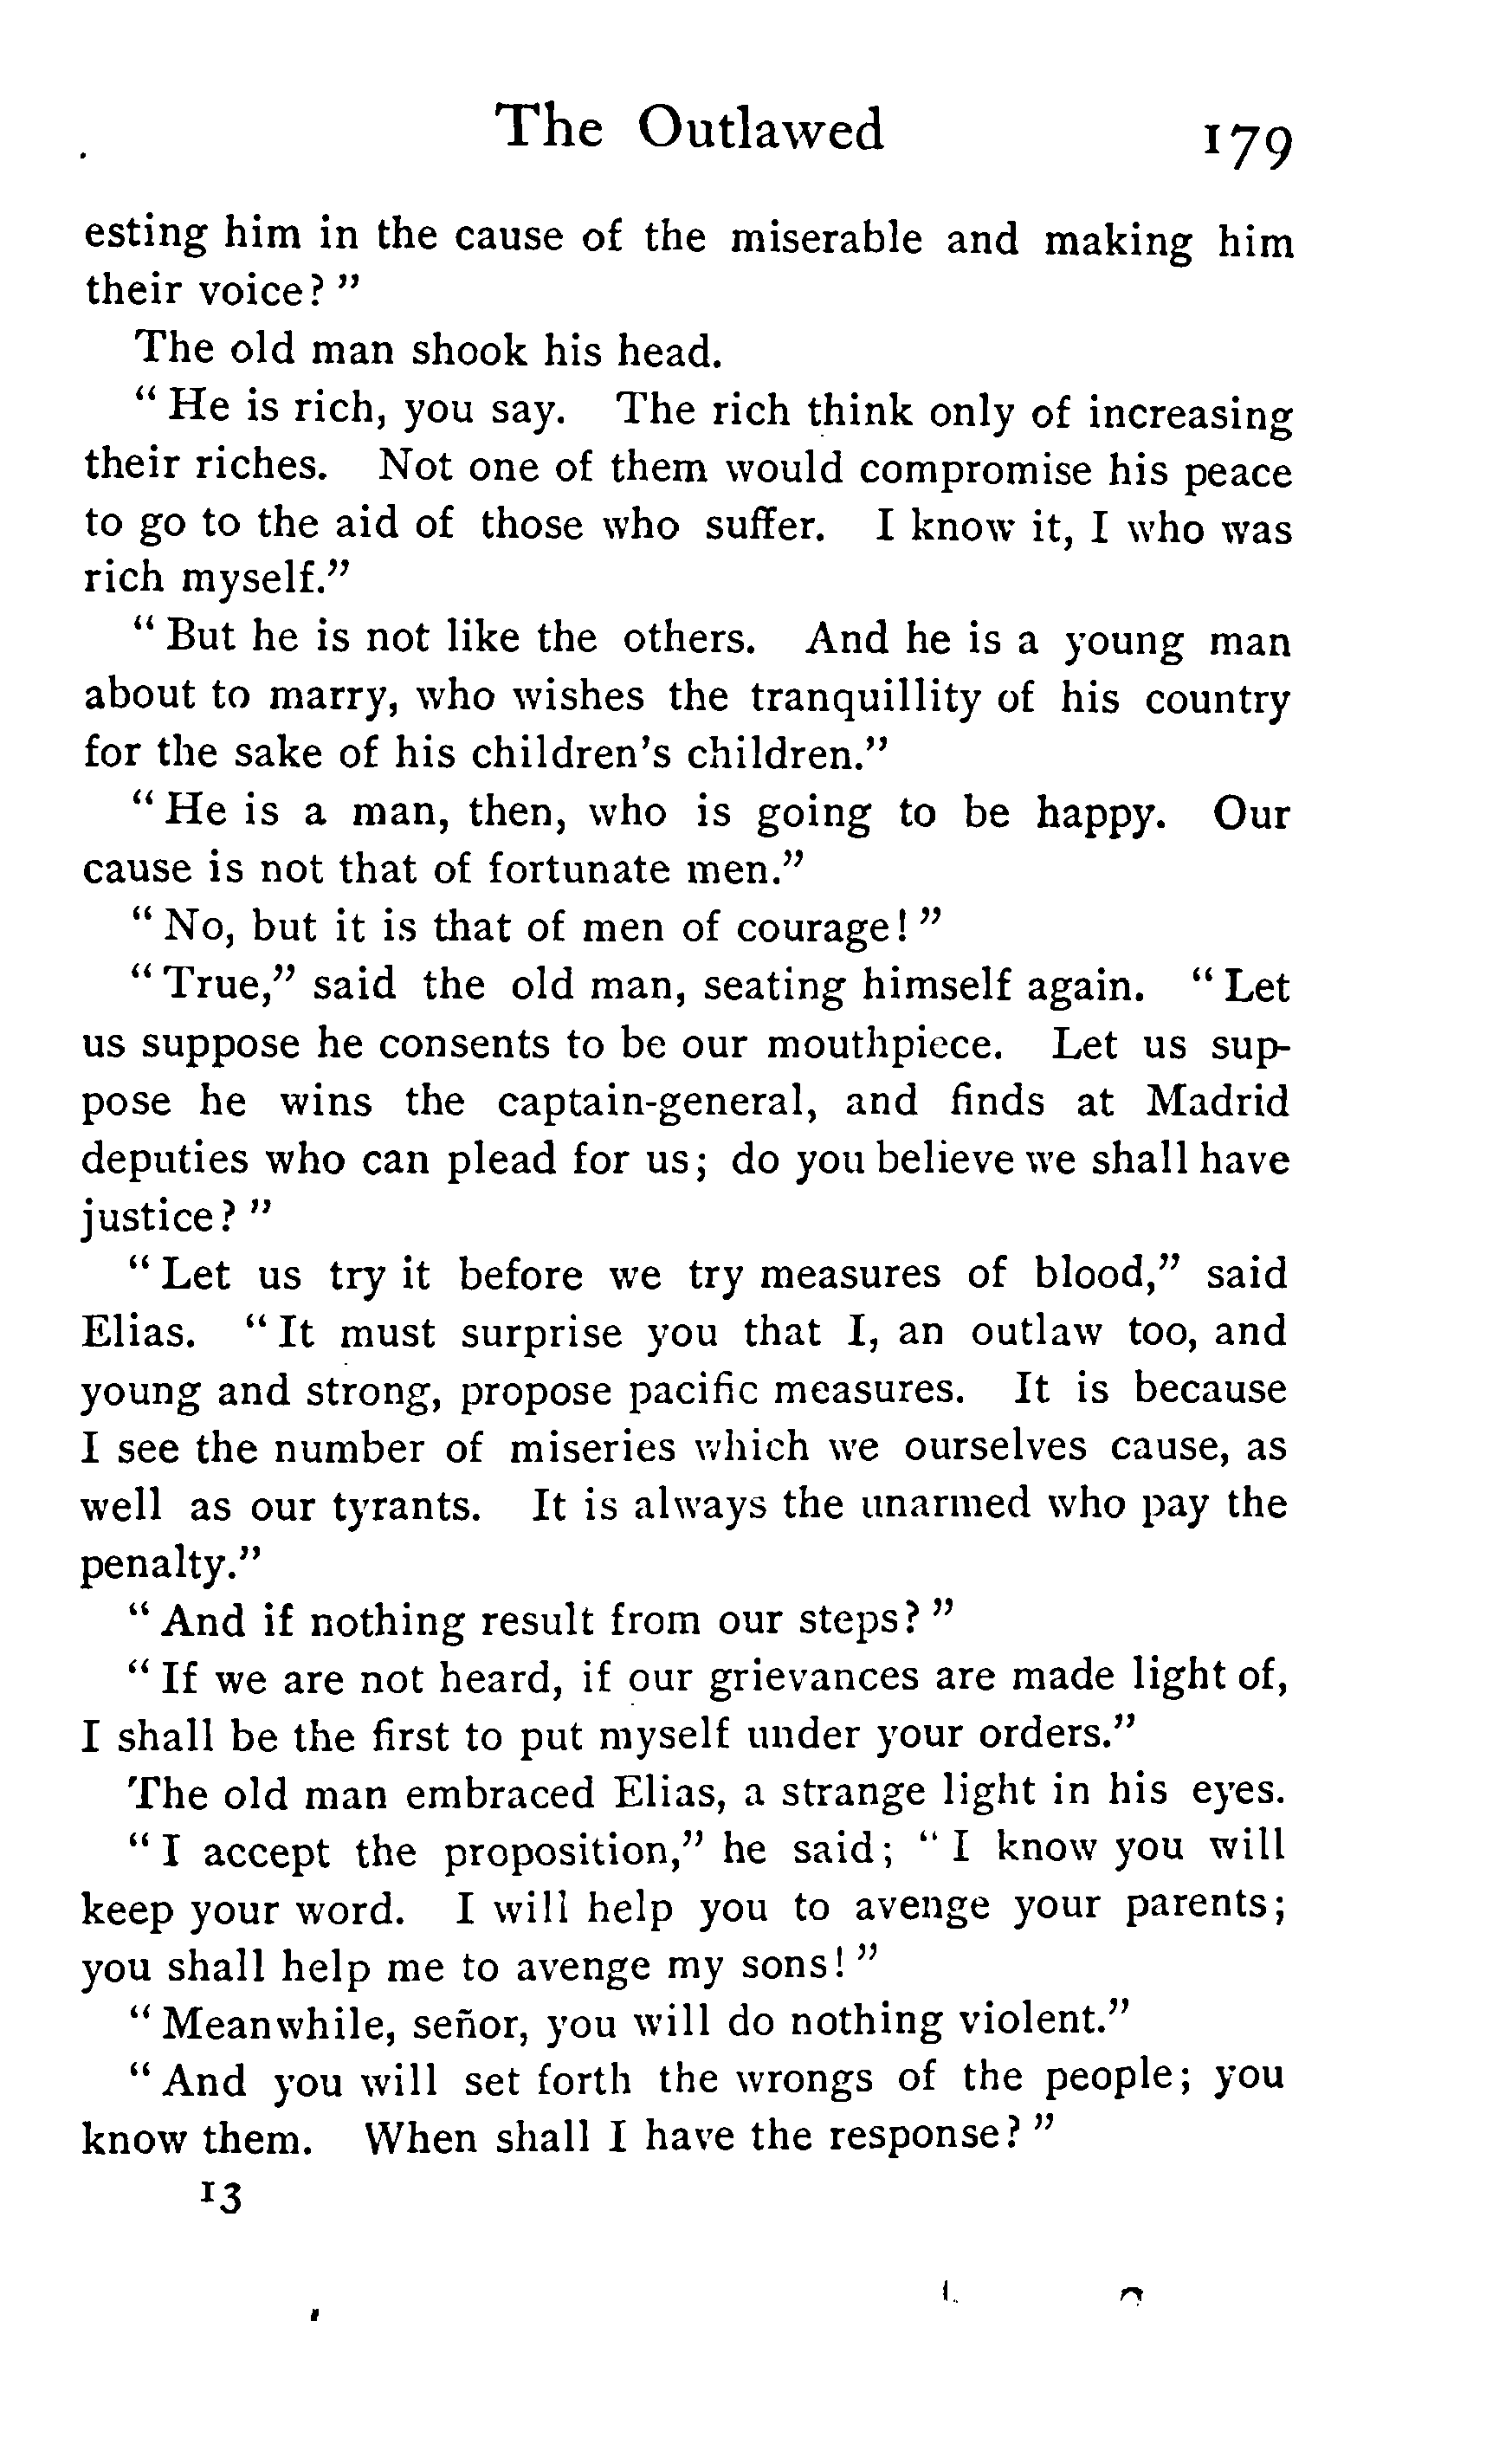 The Outlawed 179
esting him in the cause of the miserable and making him
their voice? "
The old man shook his head.
" He is rich, you say. The rich think only of increasing
their riches. Not one of them would compromise his peace
to go to the aid of those who suffer. I know it, I who was
rich myself."
" But he is not like the others. And he is a young man
about to marry, who wishes the tranquillity of his country
for the sake of his children's children."
" He is a man, then, who is going to be happy. Our
cause is not that of fortunate men."
" No, but it is that of men of courage! "
" True," said the old man, seating himself again. " Let
us suppose he consents to be our mouthpiece. Let us sup-
pose he wins the captain-general, and finds at Madrid
deputies who can plead for us; do you believe we shall have
justice? "
" Let us try it before we try measures of blood," said
Elias. " It must surprise you that I, an outlaw too, and
young and strong, propose pacific measures. It is because
I see the number of miseries which we ourselves cause, as
well as our tyrants. It is always the unarmed who pay the
penalty."
" And if nothing result from our steps? "
" If we are not heard, if our grievances are made light of,
I shall be the first to put myself under your orders."
The old man embraced Elias, a strange light in his eyes.
" I accept the proposition," he said; " I know you will
keep your word. I will help you to avenge your parents;
you shall help me to avenge my sons! "
" Meanwhile, señor, you will do nothing violent."
" And you will set forth the wrongs of the people; you
know them. When shall I have the response? "
13